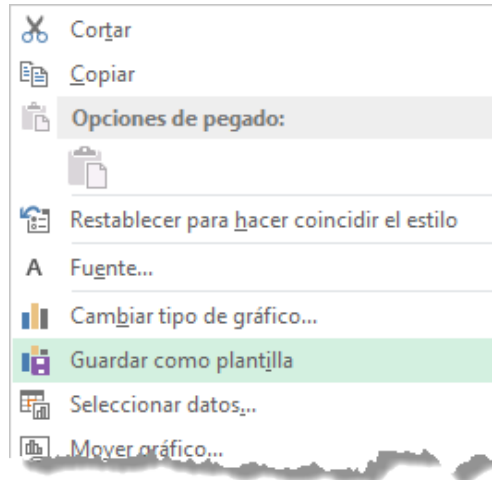 Cortar
Copiar
Opciones de pegado:
Restablecer para hacer coincidir el estilo
A Fuente...
Cambiar tipo de gráfico...
Guardar como plantilla
Seleccionar datos...
Mover gráfico...